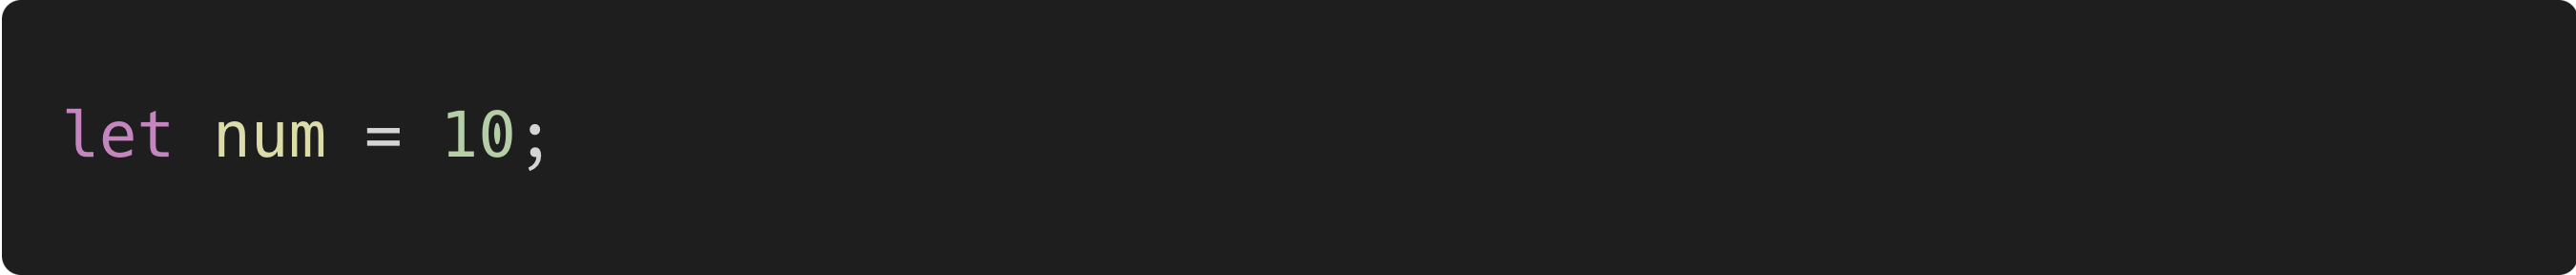 let num = 10;